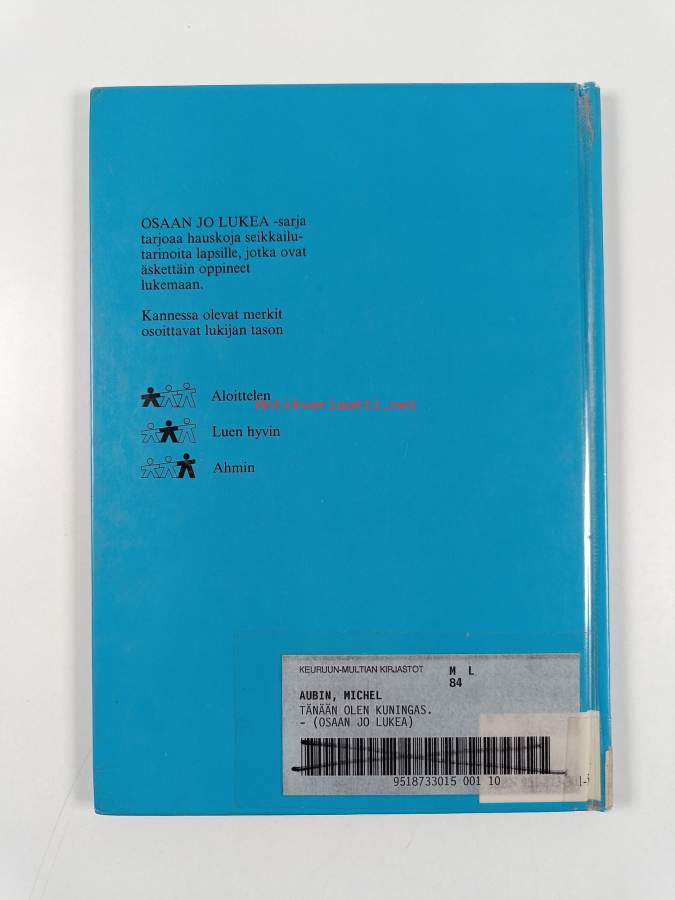 OSAAN JO LUKEA -sarja
tarjoaa hauskoja seikkailu-
tarinoita lapsille, jotka ovat
äskettäin oppineet
lukemaan.
Kannessa olevat merkit
osoittavat lukijan tason
Aloittelen
antikvariaatti.net
Luen hyvin
Ahmin
KEURUUN-MULTIAN KIRJASTOT
M L
84
AUBIN, MICHEL
TÄNÄÄN OLEN KUNINGAS.
- (OSAAN JO LUKEA)
9518733015 001 10